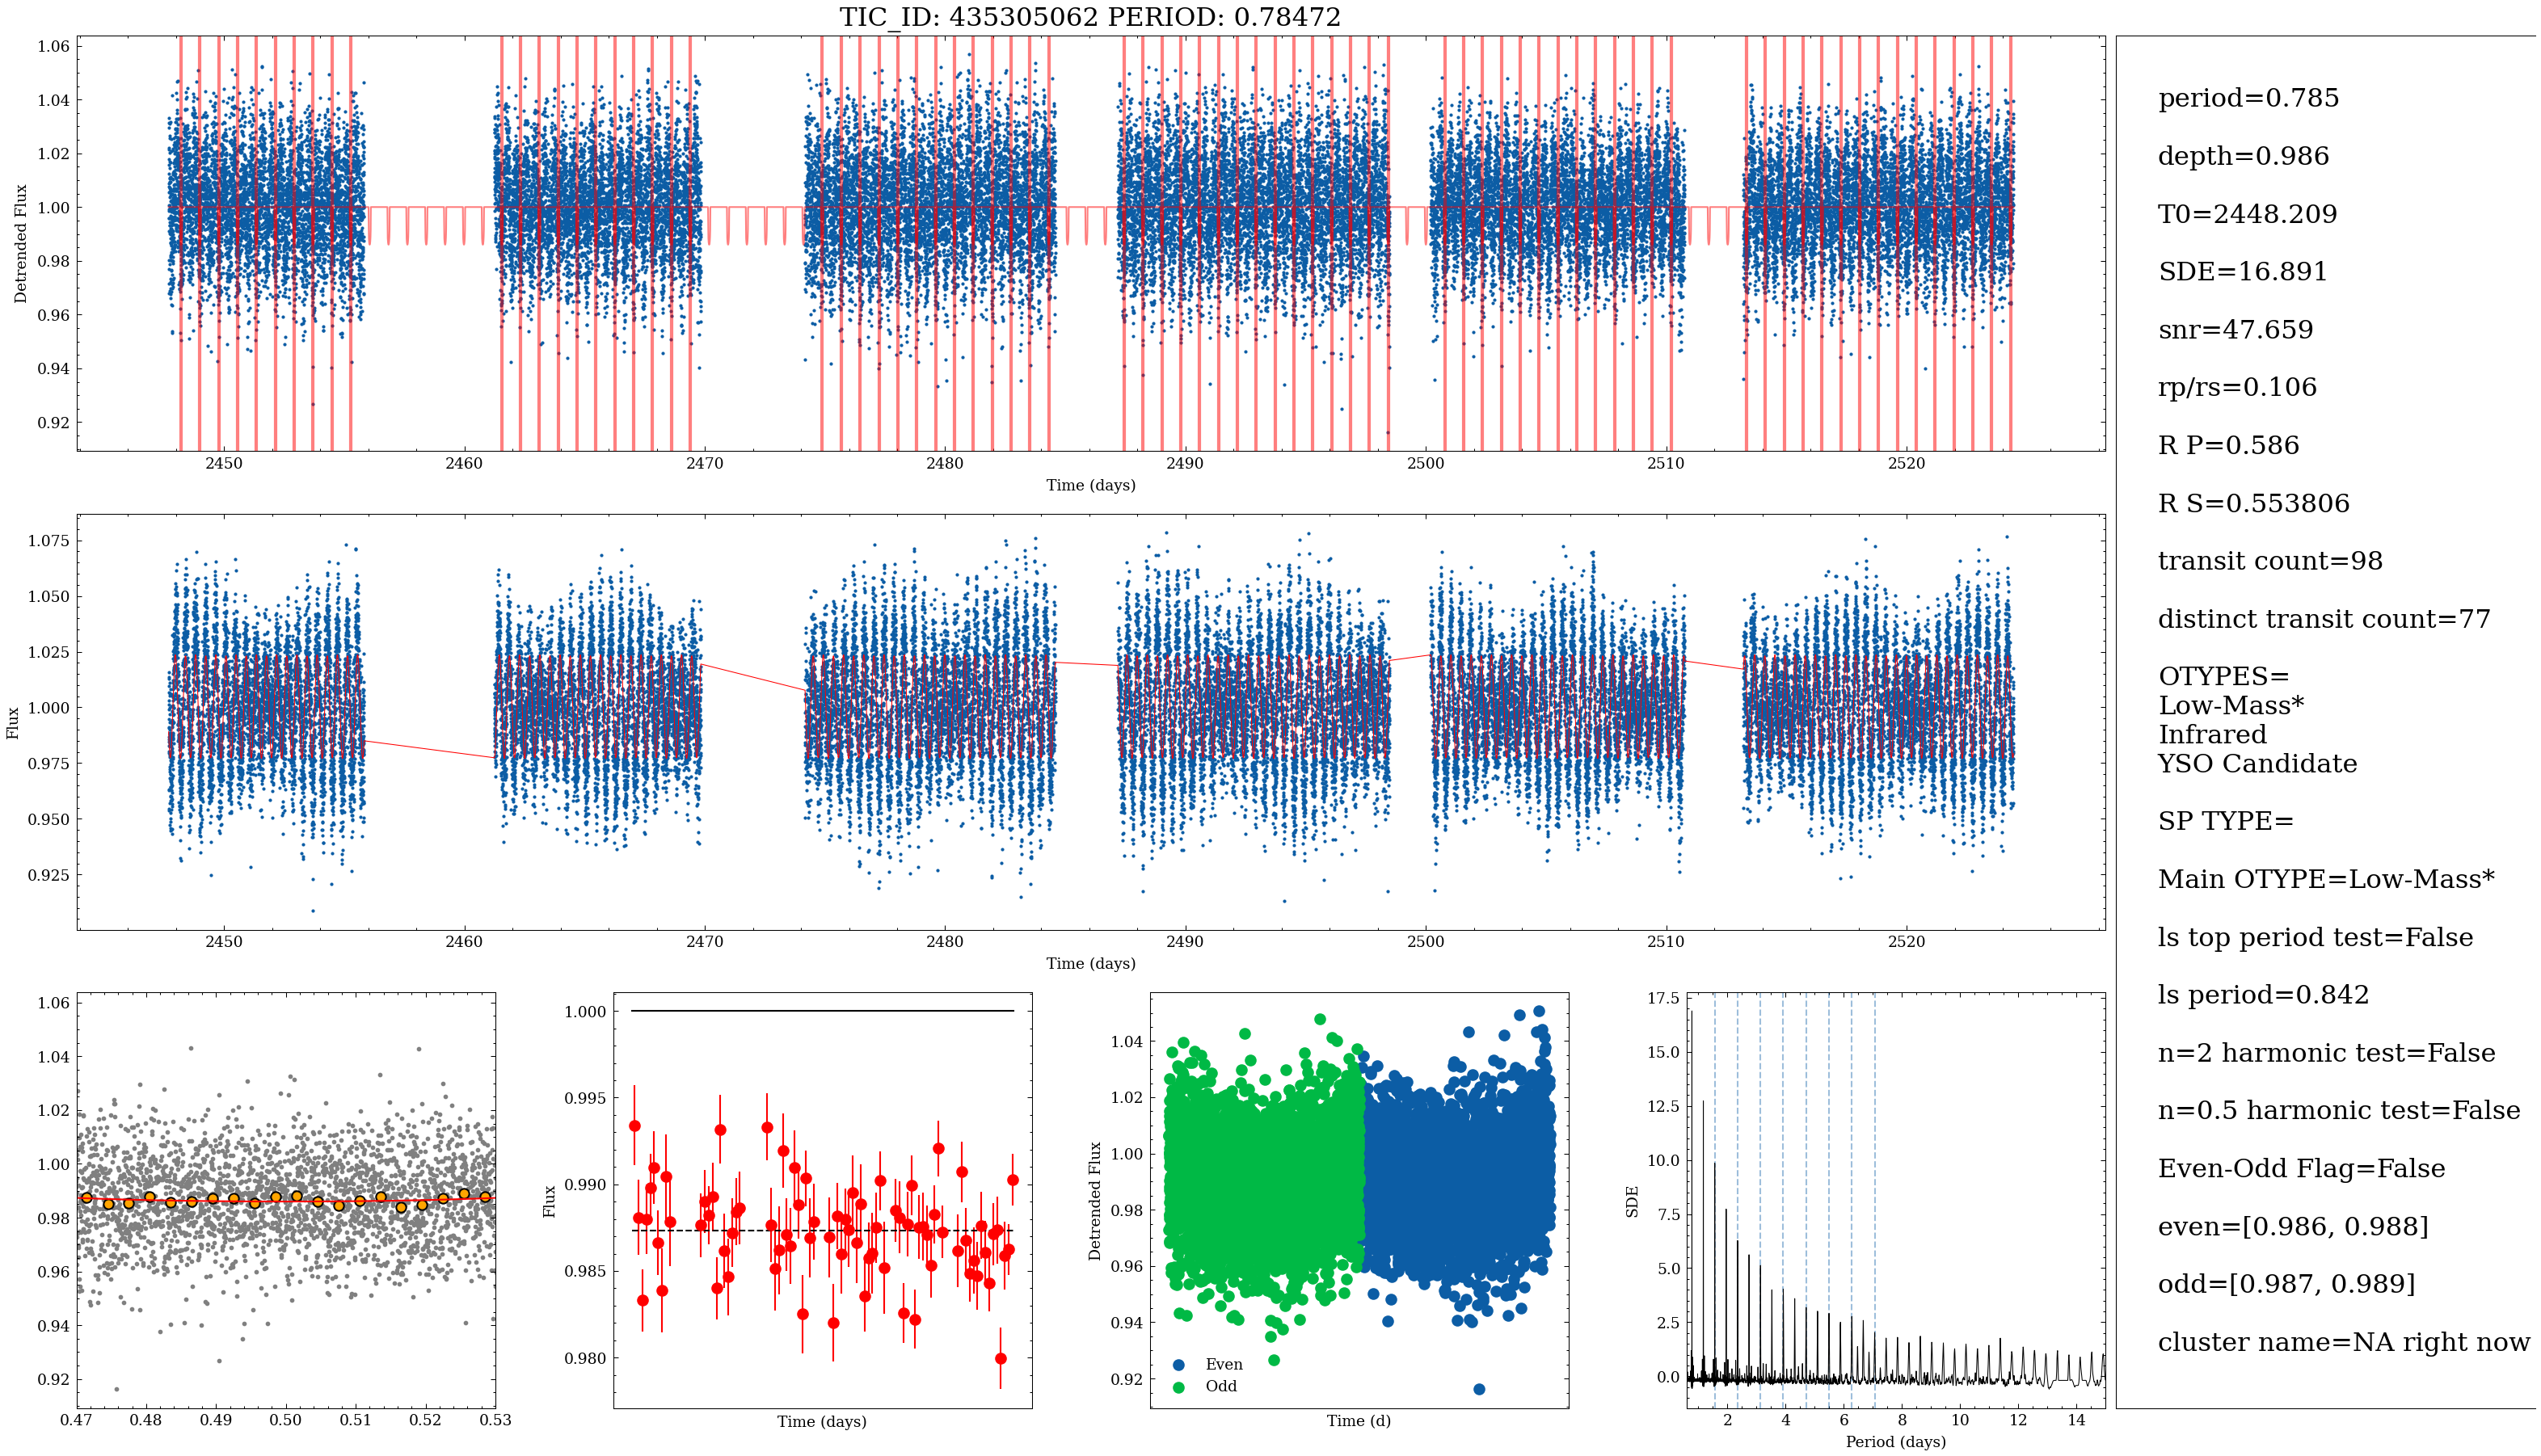 TIC_ID: 435305062 PERIOD: 0.78472
1.06
1.04
1.02
1.00
0.98
0.96
0.94
0.92
Detrended Flux
2450
2460
2470
2480
2490
2500
2510
2520
Time (days)
1.075
1.050
1.025
1.000
0.975
0.950
0.925
Flux
2450
2460
2470
2480
2490
2500
2510
2520
Time (days)
1.06
1.04
1.02
1.00
0.98
0.96
0.94
0.92
0.47
0.48
0.49
0.50
0.51
0.52
0.53
1.000
0.995
0.990
0.985
0.980
Flux
Time (days)
1.04
1.02
1.00
0.98
0.96
0.94
0.92
Detrended Flux
Even
Odd
Time (d)
17.5
15.0
12.5
10.0
7.5
5.0
2.5
0.0
SDE
2
4
6
8
10
12
14
Period (days)
period=0.785
depth=0.986
T0=2448.209
SDE=16.891
snr=47.659
rp/rs=0.106
R P=0.586
R S=0.553806
transit count=98
distinct transit count=77
OTYPES=
Low-Mass*
Infrared
YSO Candidate
SP TYPE=
Main OTYPE=Low-Mass*
ls top period test=False
ls period=0.842
n=2 harmonic test=False
n=0.5 harmonic test=False
Even-Odd Flag=False
even=[0.986, 0.988]
odd=[0.987, 0.989]
cluster name=NA right now